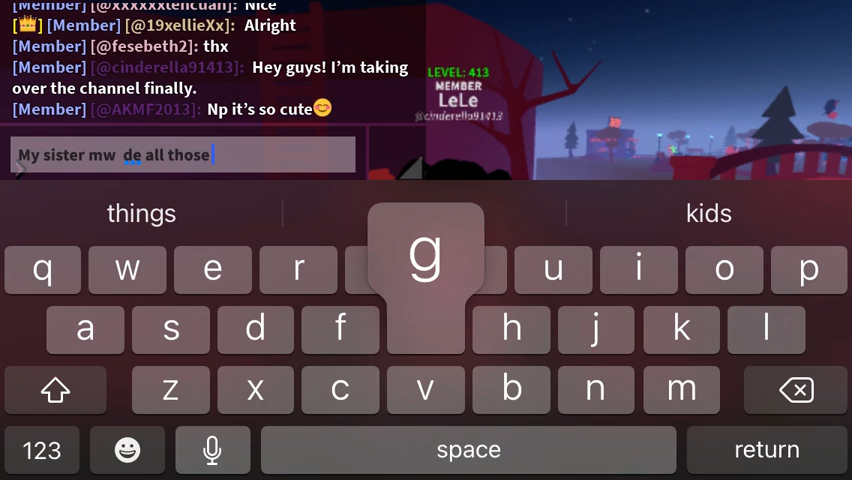 [Member] [@xxxxxxtencuan]: Nice
[👑] [Member] [@19xellieXx]: Alright
[Member] [@fesebeth2]: thx
[Member] [@cinderella91413]: Hey guys! I'm taking
over the channel finally.
[Member] [@AKMF2013]: Np it's so cute😊
LEVEL: 413
MEMBER
LeLe
@cinderella91413
My sister mw de all those
things
kids
g
q w e r u i o p
a s d f h j k l
z x c v b n m
123 space return